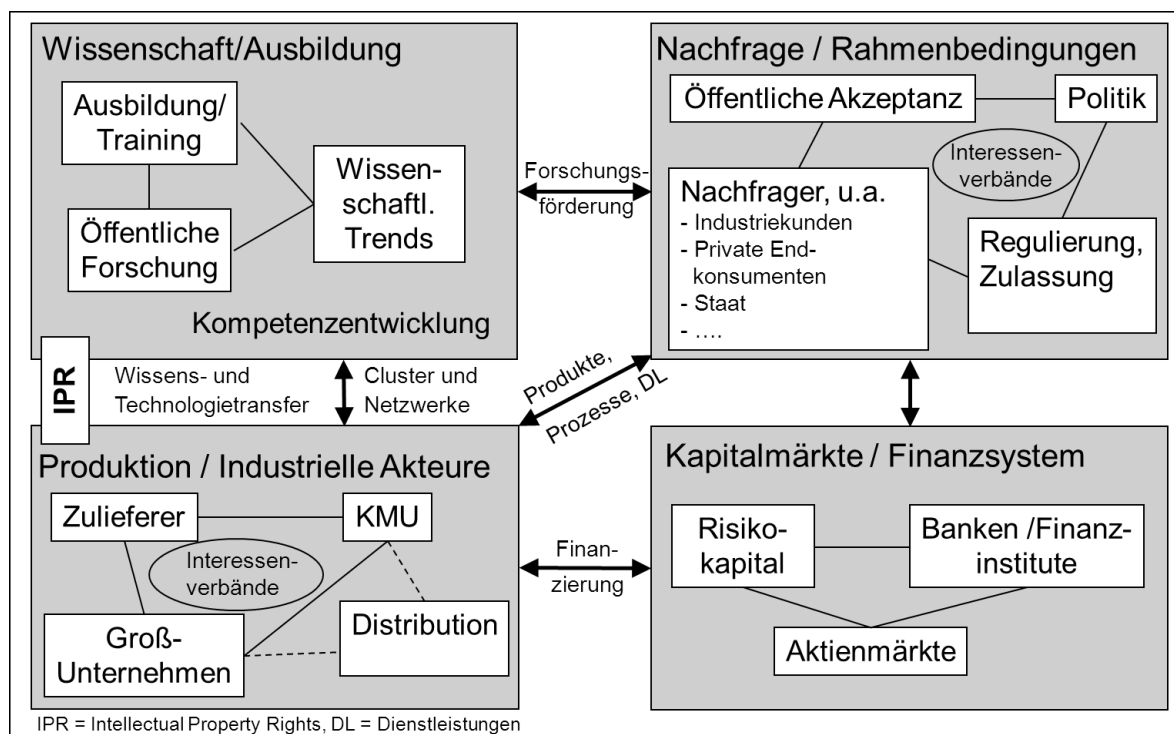 Wissenschaft/Ausbildung
Ausbildung/
Training
Öffentliche
Forschung
Wissen-
schaftl.
Trends
Kompetenzentwicklung
Forschungs-
förderung
Nachfrage / Rahmenbedingungen
Öffentliche Akzeptanz
Politik
Interessen-
verbände
Nachfrager, u.a.
- Industriekunden
- Private End-
konsumenten
- Staat
- ....
Regulierung,
Zulassung
IPR
Wissens- und
Technologietransfer
Cluster und
Netzwerke
Produkte,
Prozesse, DL
Produktion / Industrielle Akteure
Zulieferer
KMU
Interessen-
verbände
Groß-
Unternehmen
Distribution
Finan-
zierung
Kapitalmärkte / Finanzsystem
Risiko-
kapital
Banken /Finanz-
institute
Aktienmärkte
IPR = Intellectual Property Rights, DL = Dienstleistungen